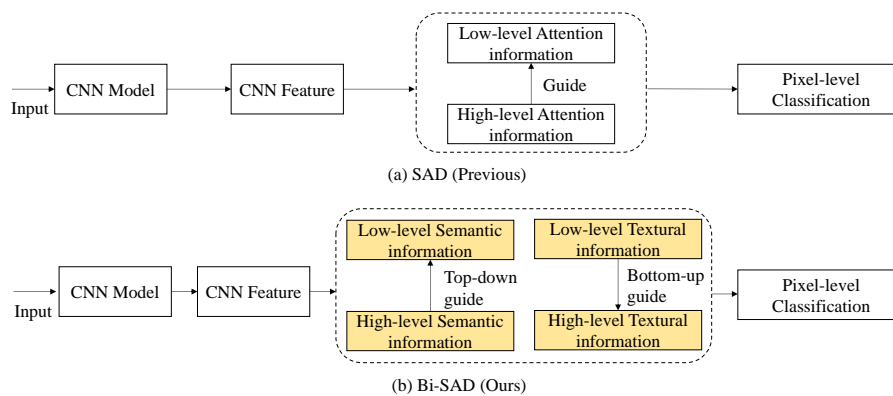 Low-level Attention
information
Input
CNN Model
CNN Feature
Guide
High-level Attention
information
Pixel-level
Classification
(a) SAD (Previous)
Low-level Semantic
information
Low-level Textural
information
Input
CNN Model
CNN Feature
Top-down
guide
Bottom-up
guide
High-level Semantic
information
High-level Textural
information
Pixel-level
Classification
(b) Bi-SAD (Ours)